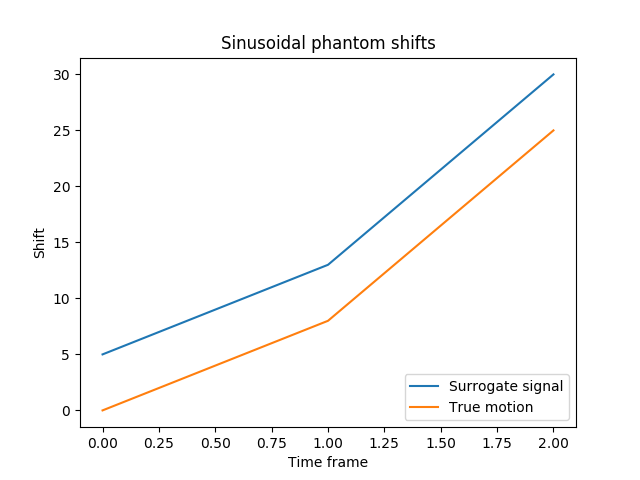 Sinusoidal phantom shifts
30
25
20
15
10
5
0
Shift
0.00 0.25 0.50 0.75 1.00 1.25 1.50 1.75 2.00
Time frame
Surrogate signal
True motion